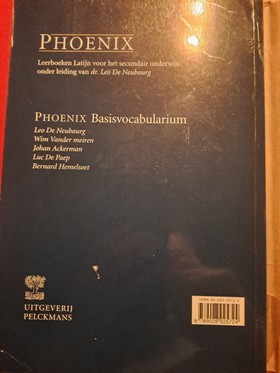 PHOENIX
Leerboeken Latijn voor het secundair onderwijs
onder leiding van dr. Leo De Neubourg
PHOENIX Basisvocabularium
Leo De Neubourg
Wim Vander meiren
Johan Ackerman
Luc De Paep
Bernard Hemelsoet
UITGEVERIJ
PELCKMANS